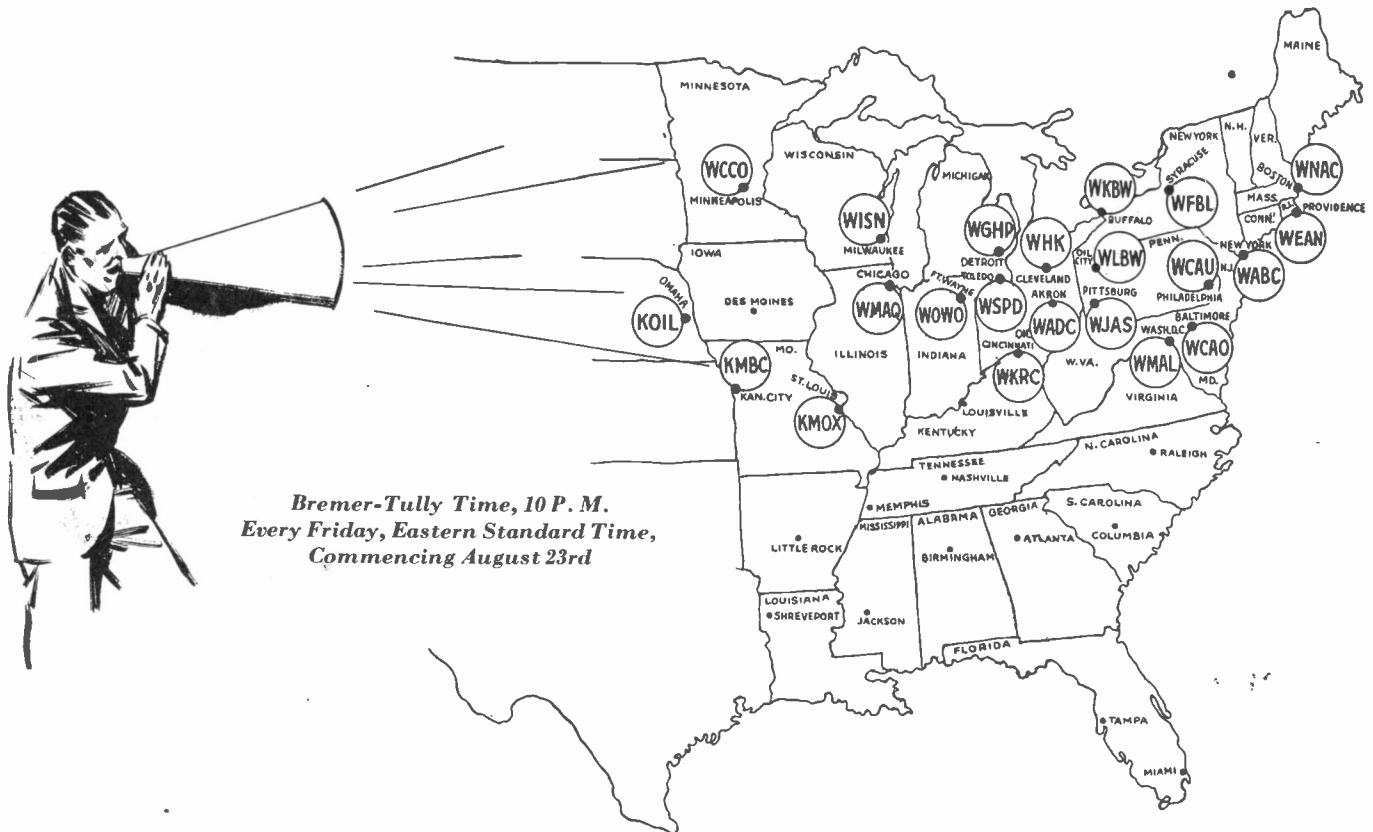 MAINE
MINNESOTA
WCCO
MINNEAPOLIS
WISCONSIN
WISN
MILWAUKEE
MICHIGAN
WGHP
DETROIT
WHK
CLEVELAND
WKBW
BUFFALO
NEW YORK
SYRACUSE
WFBL
N.H.
VER.
BOSTON
WNAC
MASS.
CONN.
R.I.
PROVIDENCE
WEAN
NEW YORK
WABC
PENN.
OIL
CITY
WLBW
WCAU
N.J.
PHILADELPHIA
PITTSBURG
WJAS
BALTIMORE
WCAO
MD.
WASH.D.C.
WMAL
VIRGINIA
W.VA.
AKRON
WADC
TOLEDO
WSPD
FT. WAYNE
WOWO
INDIANA
CINCINNATI
WKRC
CHICAGO
WMAQ
ILLINOIS
IOWA
DES MOINES
OMAHA
KOIL
MO.
KMBC
KAN. CITY
ST. LOUIS
KMOX
LOUISVILLE
KENTUCKY
TENNESSEE
NASHVILLE
MEMPHIS
N. CAROLINA
RALEIGH
S. CAROLINA
COLUMBIA
GEORGIA
ATLANTA
ALABAMA
BIRMINGHAM
MISSISSIPPI
JACKSON
LITTLE ROCK
LOUISIANA
SHREVEPORT
FLORIDA
TAMPA
MIAMI
Bremer-Tully Time, 10 P. M.
Every Friday, Eastern Standard Time,
Commencing August 23rd